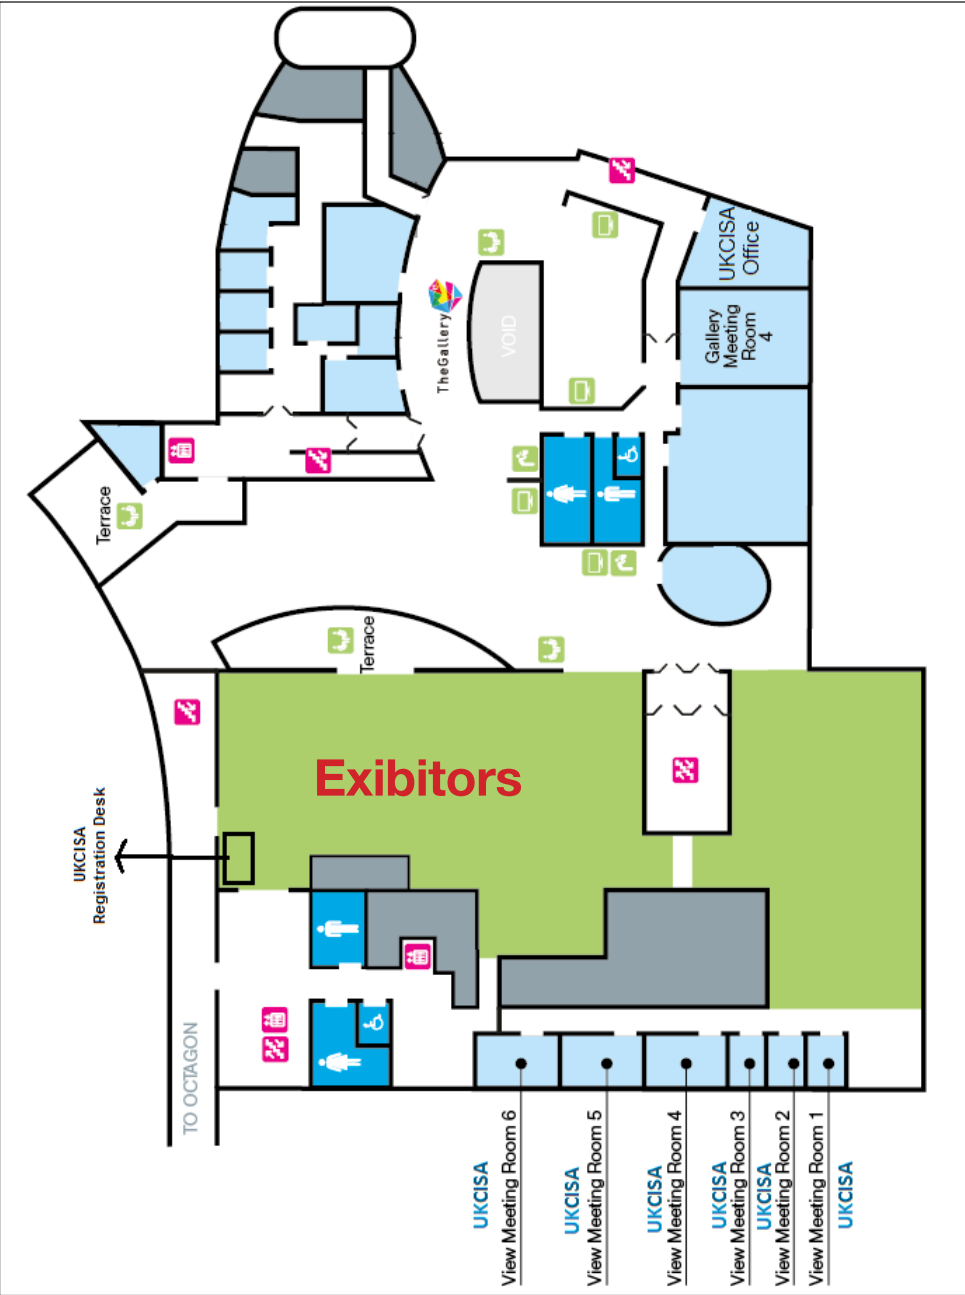 UKCISA
Office
Gallery
Meeting
Room
4
TheGallery
VOID
Terrace
Terrace
Exibitors
UKCISA
Registration Desk
TO OCTAGON
UKCISA
View Meeting Room 6
UKCISA
View Meeting Room 5
UKCISA
View Meeting Room 4
UKCISA
View Meeting Room 3
UKCISA
View Meeting Room 2
View Meeting Room 1
UKCISA